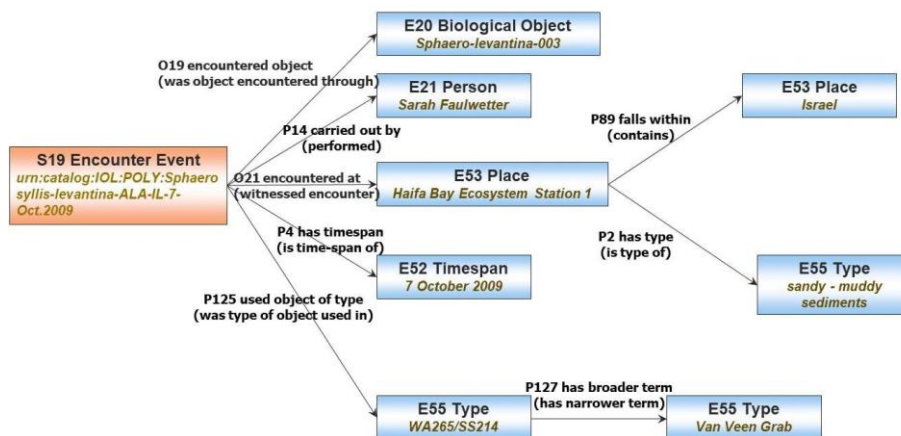 E20 Biological Object
Sphaero-levantina-003
O19 encountered object
(was object encountered through)
E21 Person
Sarah Faulwetter
E53 Place
Israel
P14 carried out by
(performed)
P89 falls within
(contains)
S19 Encounter Event
urn:catalog:IOL:POLY:Sphaero
syllis-levantina-ALA-IL-7-
Oct.2009
O21 encountered at
(witnessed encounter)
E53 Place
Haifa Bay Ecosystem Station 1
P4 has timespan
(is time-span of)
P2 has type
(is type of)
E52 Timespan
7 October 2009
E55 Type
sandy - muddy
sediments
P125 used object of type
(was type of object used in)
P127 has broader term
(has narrower term)
E55 Type
WA265/SS214
E55 Type
Van Veen Grab